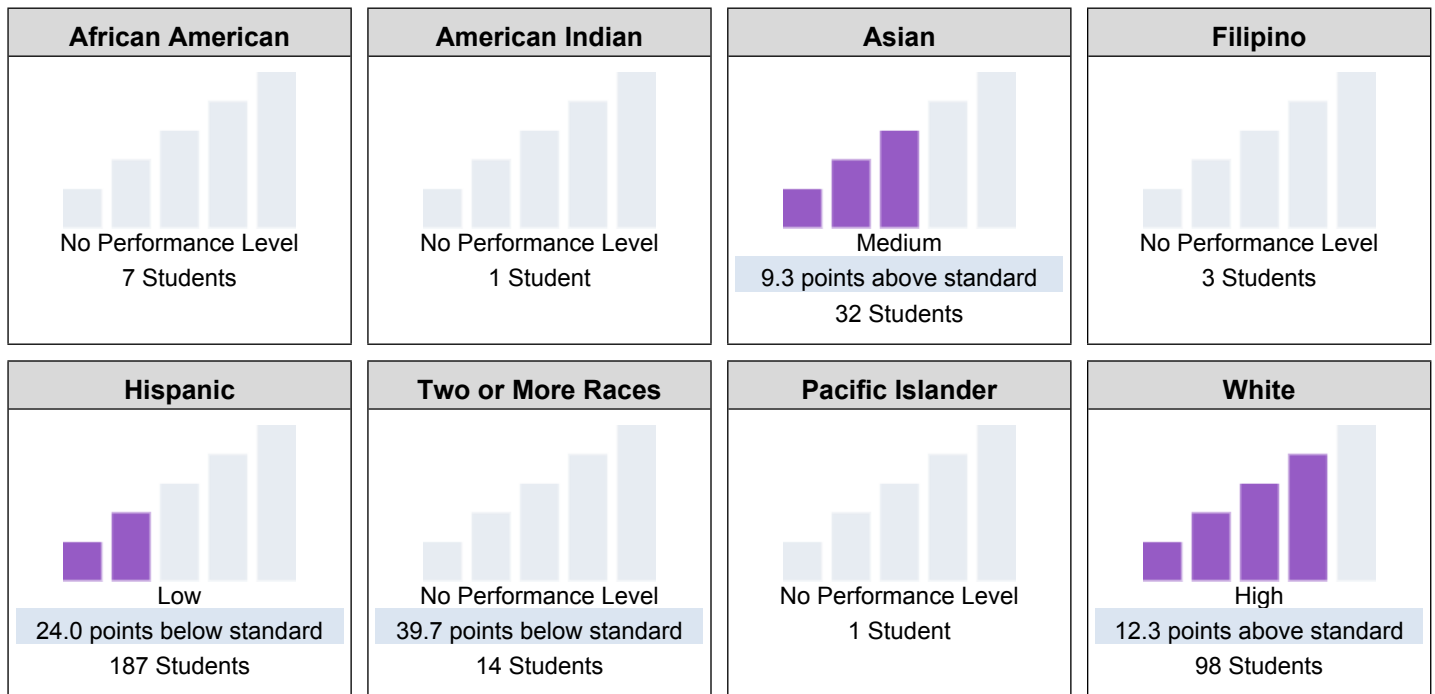 African American
No Performance Level
7 Students
American Indian
No Performance Level
1 Student
Asian
Medium
9.3 points above standard
32 Students
Filipino
No Performance Level
3 Students
Hispanic
Low
24.0 points below standard
187 Students
Two or More Races
No Performance Level
39.7 points below standard
14 Students
Pacific Islander
No Performance Level
1 Student
White
High
12.3 points above standard
98 Students